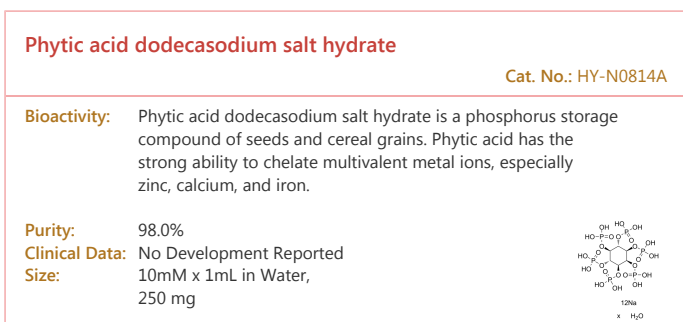 Phytic acid dodecasodium salt hydrate
Cat. No.: HY-N0814A
Bioactivity: Phytic acid dodecasodium salt hydrate is a phosphorus storage
compound of seeds and cereal grains. Phytic acid has the
strong ability to chelate multivalent metal ions, especially
zinc, calcium, and iron.
Purity: 98.0%
Clinical Data: No Development Reported
Size: 10mM x 1mL in Water,
250 mg
12Na
x H₂O